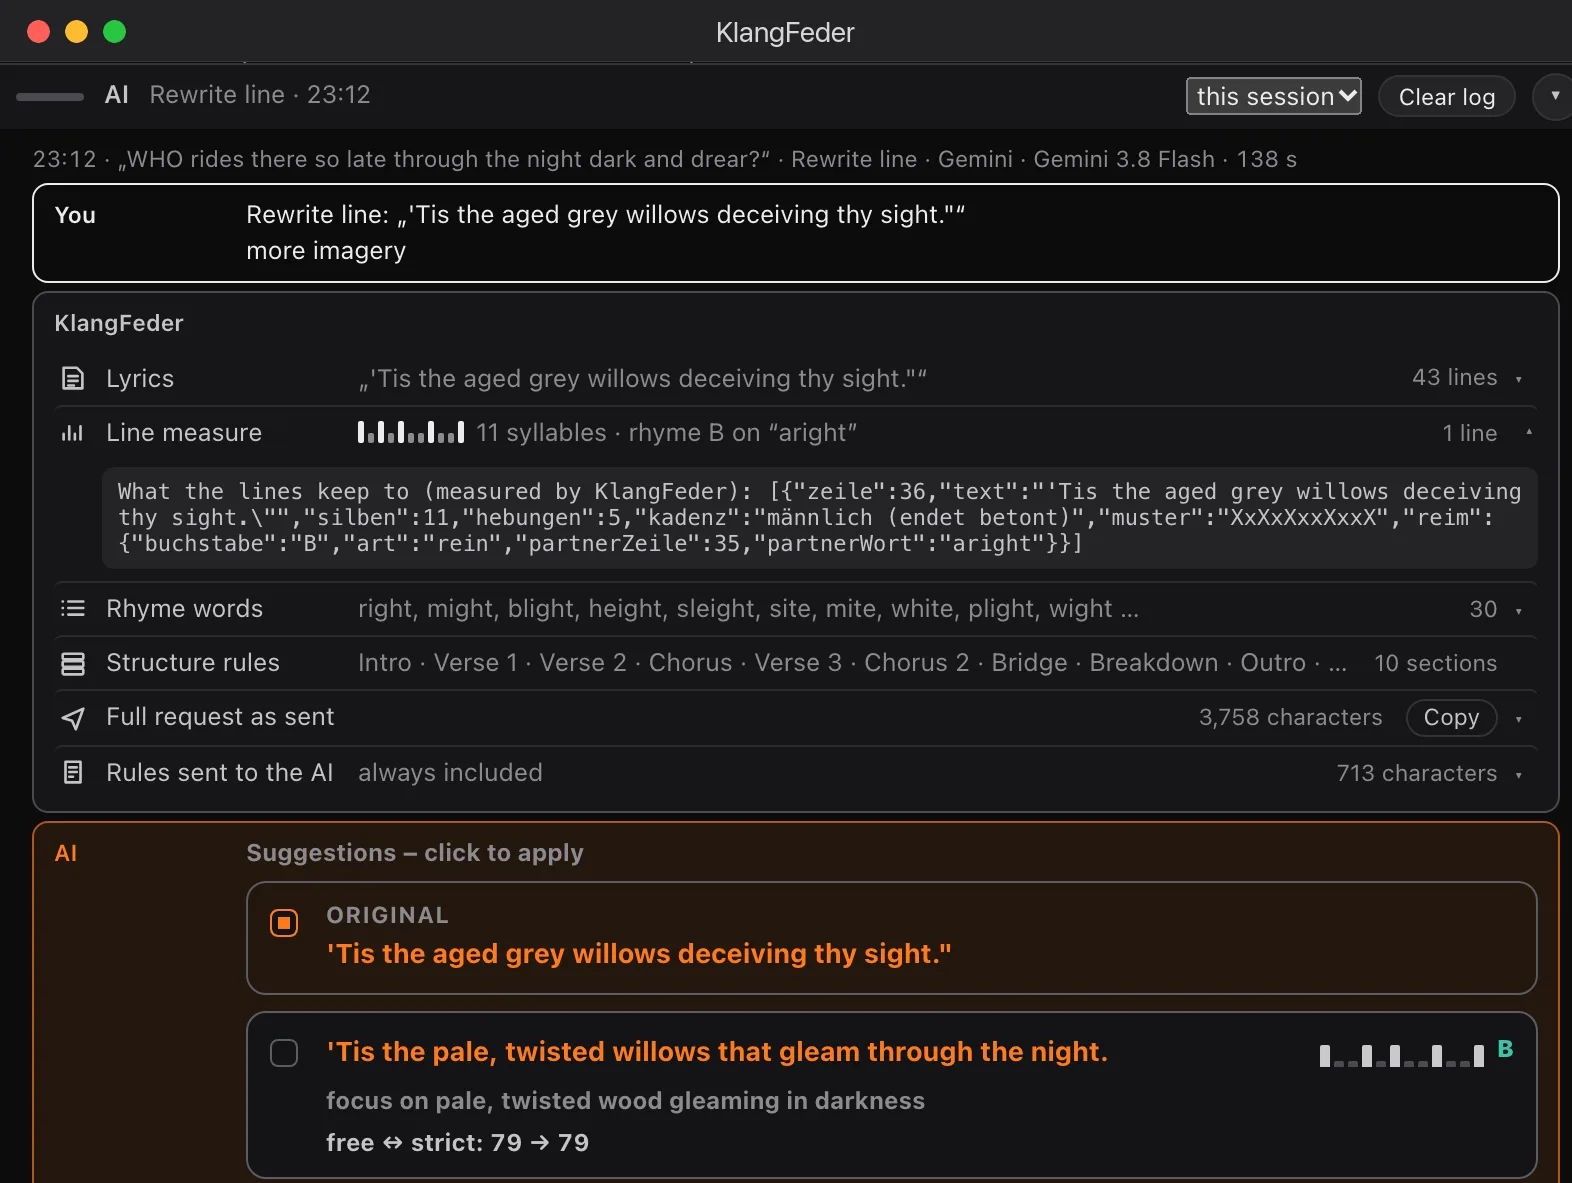 KlangFeder
AI Rewrite line · 23:12 this session Clear log
23:12 · „WHO rides there so late through the night dark and drear?“ · Rewrite line · Gemini · Gemini 3.8 Flash · 138 s
You Rewrite line: „'Tis the aged grey willows deceiving thy sight."“
more imagery
KlangFeder
Lyrics „'Tis the aged grey willows deceiving thy sight."“ 43 lines
Line measure 11 syllables · rhyme B on “aright” 1 line
What the lines keep to (measured by KlangFeder): [{"zeile":36,"text":"'Tis the aged grey willows deceiving
thy sight.\"","silben":11,"hebungen":5,"kadenz":"männlich (endet betont)","muster":"XxXxXxxXxxX","reim":
{"buchstabe":"B","art":"rein","partnerZeile":35,"partnerWort":"aright"}}]
Rhyme words right, might, blight, height, sleight, site, mite, white, plight, wight … 30
Structure rules Intro · Verse 1 · Verse 2 · Chorus · Verse 3 · Chorus 2 · Bridge · Breakdown · Outro · … 10 sections
Full request as sent 3,758 characters Copy
Rules sent to the AI always included 713 characters
AI Suggestions – click to apply
ORIGINAL
'Tis the aged grey willows deceiving thy sight."
'Tis the pale, twisted willows that gleam through the night. B
focus on pale, twisted wood gleaming in darkness
free ↔ strict: 79 → 79